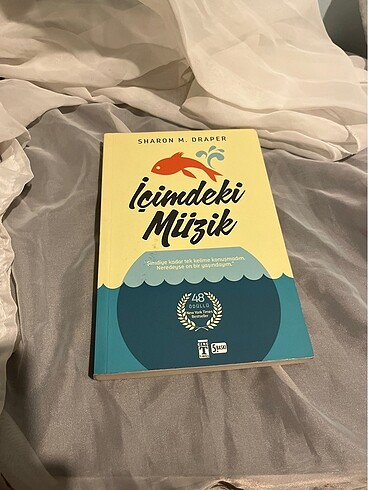 SHARON M. DRAPER
İçimdeki
Müzik
"Şimdiye kadar tek kelime konuşmadım.
Neredeyse on bir yaşındayım."
48
ÖDÜLLÜ
New York Times
Bestseller